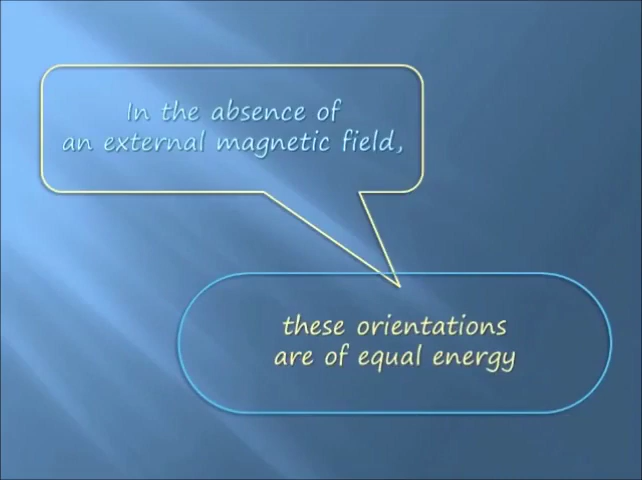 In the absence of
an external magnetic field,
these orientations
are of equal energy